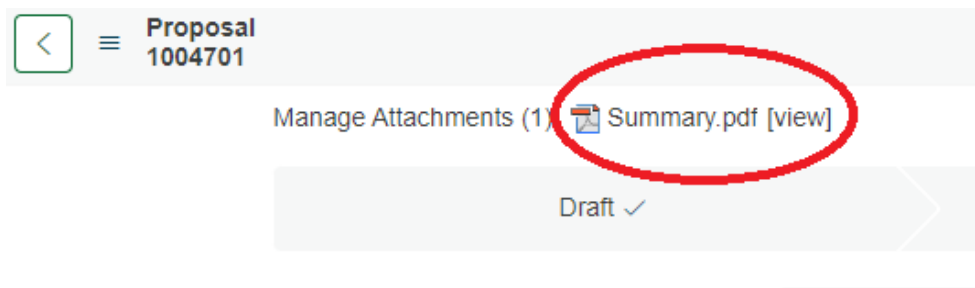 Proposal
1004701
Manage Attachments (1) Summary.pdf [view]
Draft